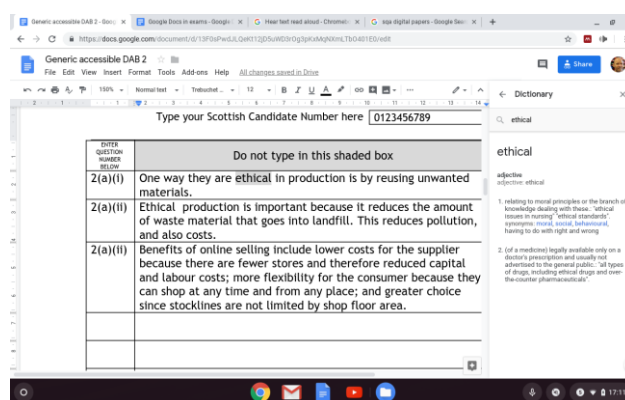 Generic accessible DAB 2 - Goog
Google Docs in exams - Googl
Hear text read aloud - Chromebo
sqa digital papers - Google Sear
https://docs.google.com/document/d/13F0sPwdJLQeKt12jD5uWD3rOg3pKxMqNXmLTbO401E0/edit
Generic accessible DAB 2
File Edit View Insert Format Tools Add-ons Help All changes saved in Drive
Share
150% Normal text Trebuchet ... 12 B I U A
Dictionary
ethical
Type your Scottish Candidate Number here 0123456789
ENTER
QUESTION
NUMBER
BELOW
Do not type in this shaded box
2(a)(i) One way they are ethical in production is by reusing unwanted
materials.
2(a)(ii) Ethical production is important because it reduces the amount
of waste material that goes into landfill. This reduces pollution,
and also costs.
2(a)(ii) Benefits of online selling include lower costs for the supplier
because there are fewer stores and therefore reduced capital
and labour costs; more flexibility for the consumer because they
can shop at any time and from any place; and greater choice
since stocklines are not limited by shop floor area.
ethical
adjective
adjective: ethical
1. relating to moral principles or the branch of
knowledge dealing with these.: "ethical
issues in nursing" "ethical standards".
synonyms: moral, social, behavioural,
having to do with right and wrong
2. (of a medicine) legally available only on a
doctor's prescription and usually not
advertised to the general public.: "all types
of drugs, including ethical drugs and over-
the-counter pharmaceuticals".
17:11